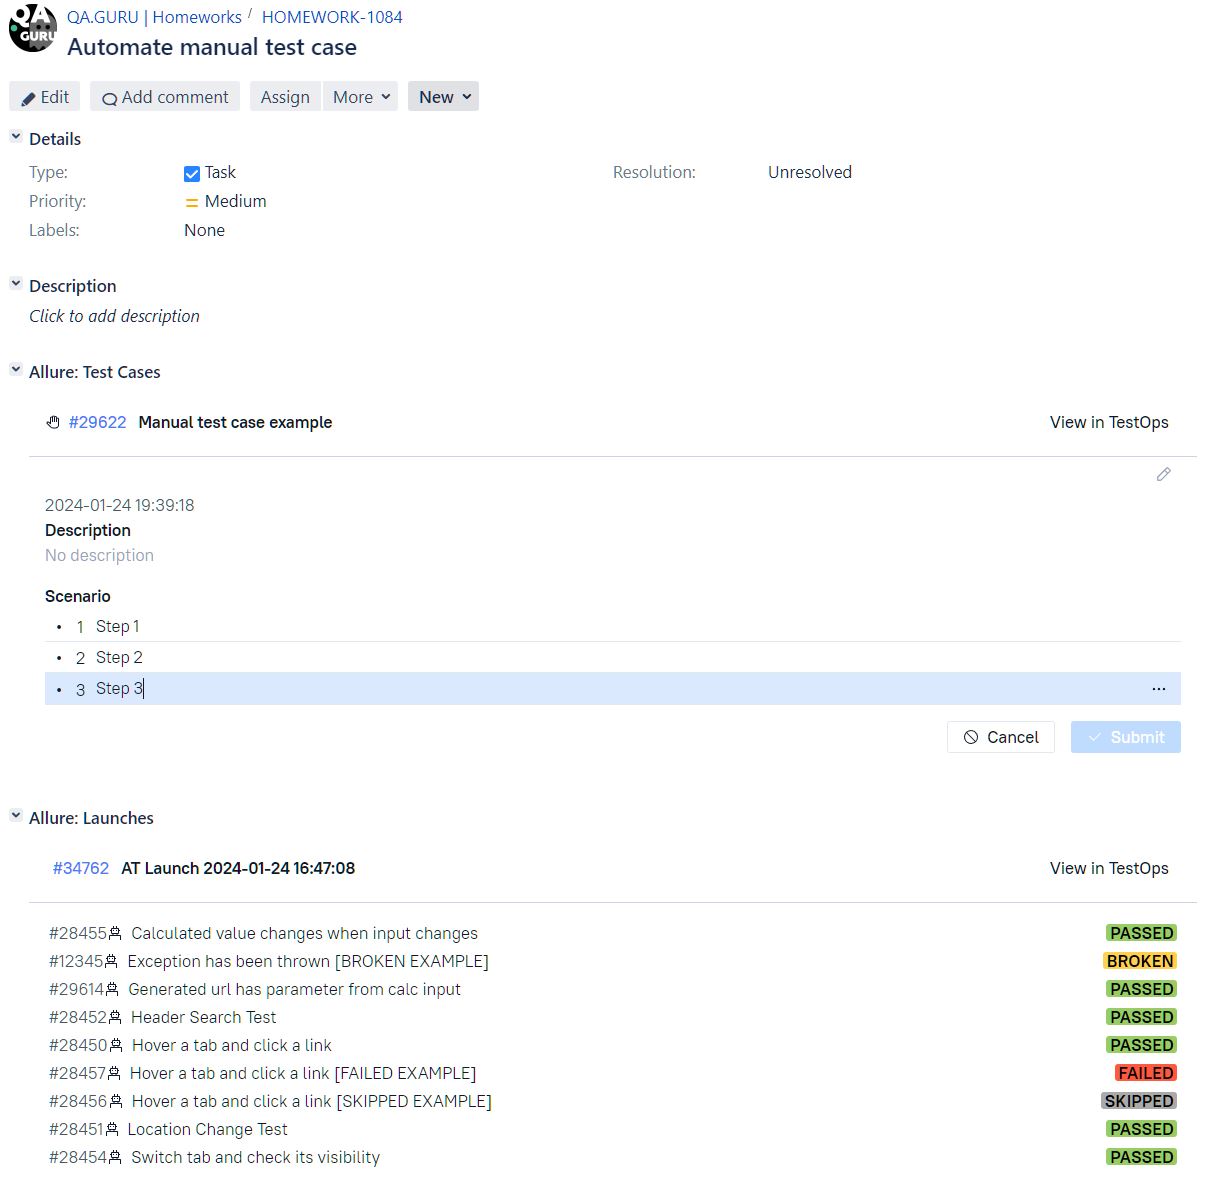 QA
GURU
QA.GURU | Homeworks / HOMEWORK-1084
Automate manual test case
Edit Add comment Assign More New
Details
Type: Task Resolution: Unresolved
Priority: Medium
Labels: None
Description
Click to add description
Allure: Test Cases
#29622 Manual test case example View in TestOps
2024-01-24 19:39:18
Description
No description
Scenario
• 1 Step 1
• 2 Step 2
• 3 Step 3 ...
Cancel Submit
Allure: Launches
#34762 AT Launch 2024-01-24 16:47:08 View in TestOps
#28455 Calculated value changes when input changes PASSED
#12345 Exception has been thrown [BROKEN EXAMPLE] BROKEN
#29614 Generated url has parameter from calc input PASSED
#28452 Header Search Test PASSED
#28450 Hover a tab and click a link PASSED
#28457 Hover a tab and click a link [FAILED EXAMPLE] FAILED
#28456 Hover a tab and click a link [SKIPPED EXAMPLE] SKIPPED
#28451 Location Change Test PASSED
#28454 Switch tab and check its visibility PASSED